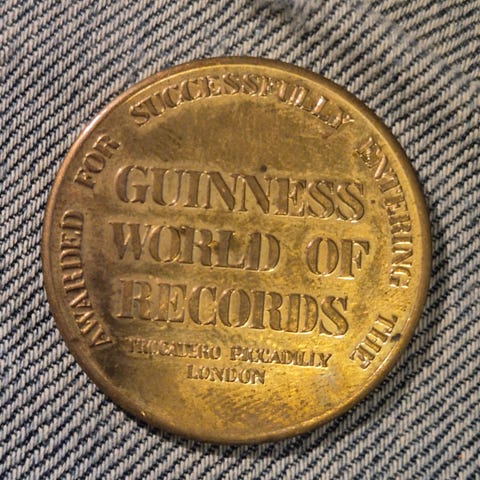 AWARDED FOR SUCCESSFULLY ENTERING THE
GUINNESS
WORLD OF
RECORDS
TROCADERO PICCADILLY
LONDON